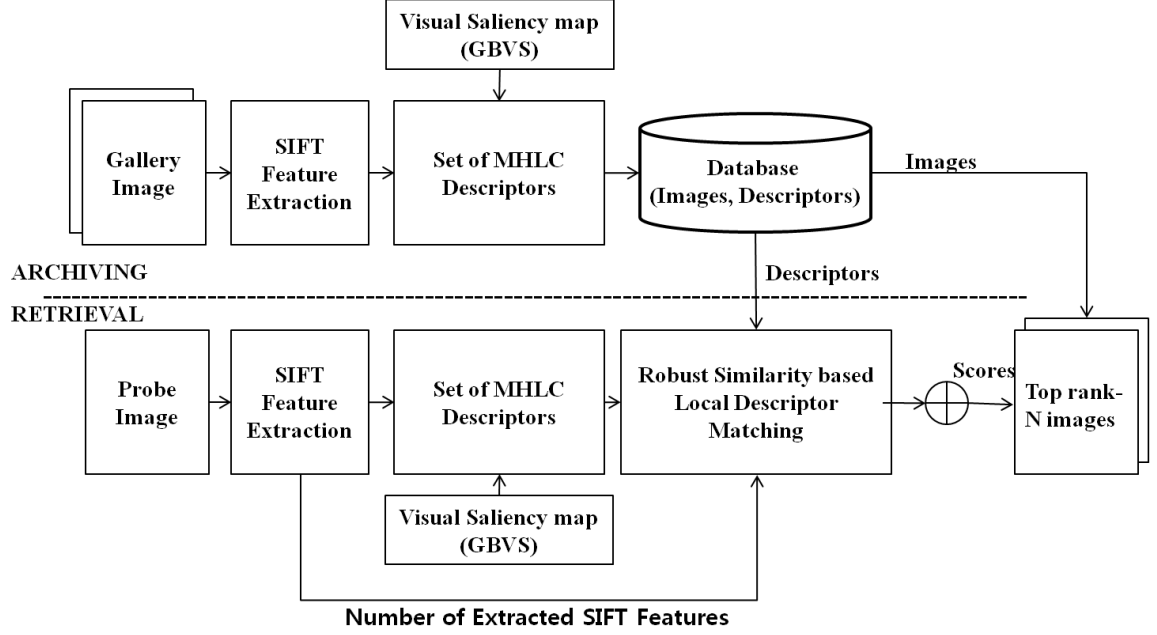 Visual Saliency map
(GBVS)
Gallery
Image
SIFT
Feature
Extraction
Set of MHLC
Descriptors
Database
(Images, Descriptors)
Images
ARCHIVING
Descriptors
RETRIEVAL
Probe
Image
SIFT
Feature
Extraction
Set of MHLC
Descriptors
Robust Similarity based
Local Descriptor
Matching
Scores
Top rank-
N images
Visual Saliency map
(GBVS)
Number of Extracted SIFT Features